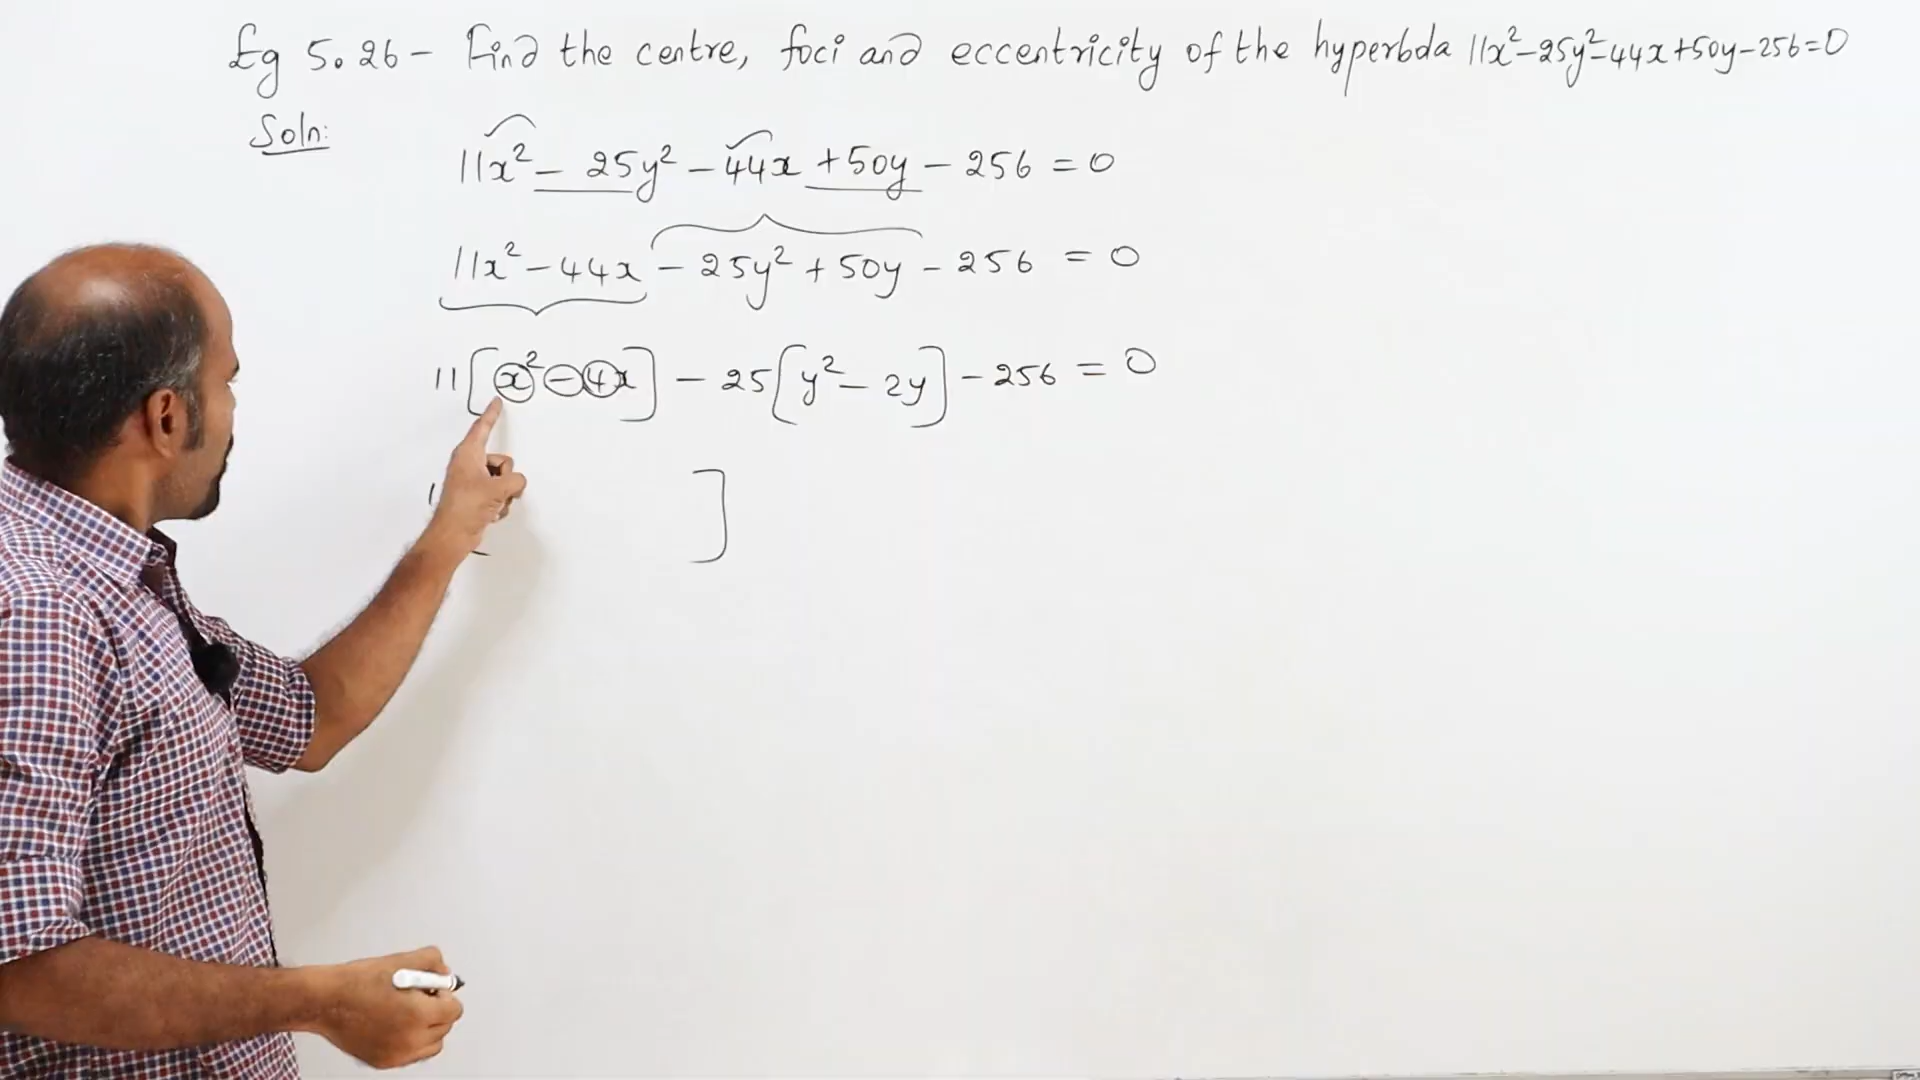 Eg 5.26 - Find the centre, foci and eccentricity of the hyperbola 11x²-25y²-44x+50y-256=0
Soln:
11x² - 25y² - 44x + 50y - 256 = 0
11x² - 44x - 25y² + 50y - 256 = 0
11[x² - 4x] - 25[y² - 2y] - 256 = 0
]